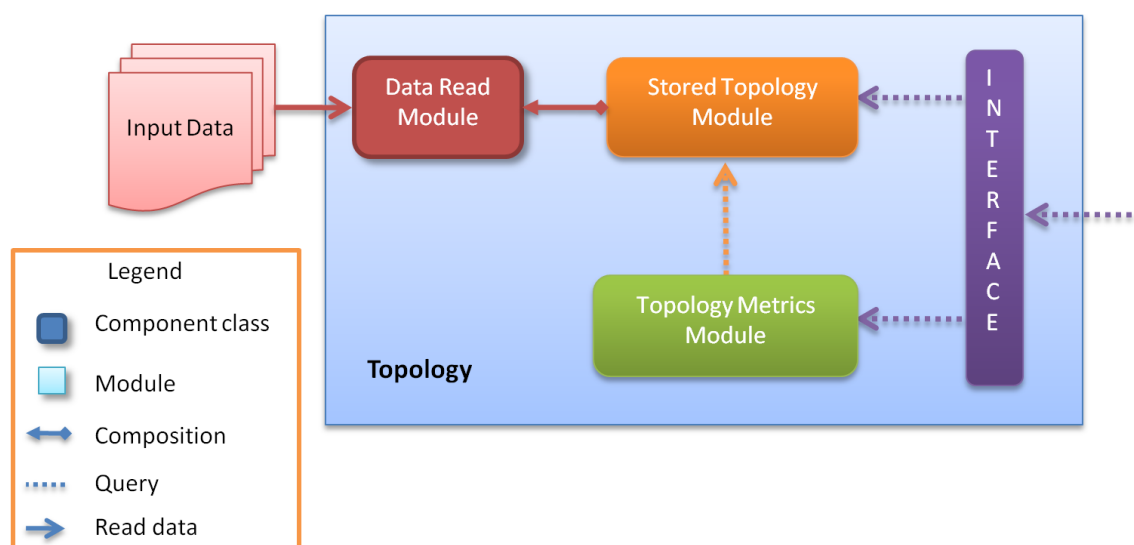 Input Data
Data Read
Module
Stored Topology
Module
INTERFACE
Topology Metrics
Module
Topology
Legend
Component class
Module
Composition
Query
Read data